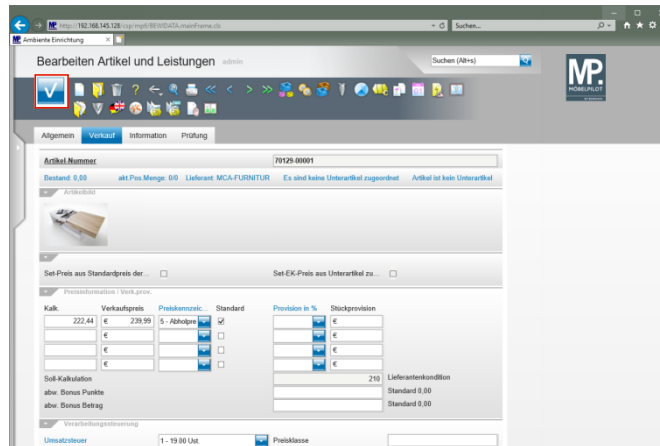 http://192.168.145.128/csp/mp6/BEWIDATA.mainFrame.cls
Suchen...
MP Ambiente Einrichtung
Bearbeiten Artikel und Leistungen admin
Suchen (Alt+s)
MP.
MÖBELPILOT
Allgemein Verkauf Information Prüfung
Artikel-Nummer 70129-00001
Bestand: 0,00 akt.Pos.Menge: 0/0 Lieferant: MCA-FURNITUR Es sind keine Unterartikel zugeordnet Artikel ist kein Unterartikel
Artikelbild
Set-Preis aus Standardpreis der... Set-EK-Preis aus Unterartikel zu...
Preisinformation / Verk.prov.
Kalk. Verkaufspreis Preiskennzeic... Standard Provision in % Stückprovision
222,44 € 239,99 5 - Abholpre €
€ €
€ €
€ €
Soll-Kalkulation 210 Lieferantenkondition
abw. Bonus Punkte Standard 0,00
abw. Bonus Betrag Standard 0,00
Verarbeitungssteuerung
Umsatzsteuer 1 - 19.00 Ust. Preisklasse